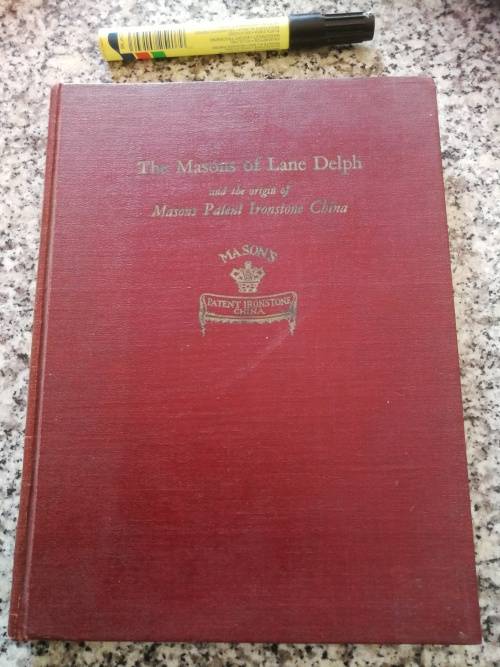 The Masons of Lane Delph
and the origin of
Masons Patent Ironstone China
MASON'S
PATENT IRONSTONE
CHINA